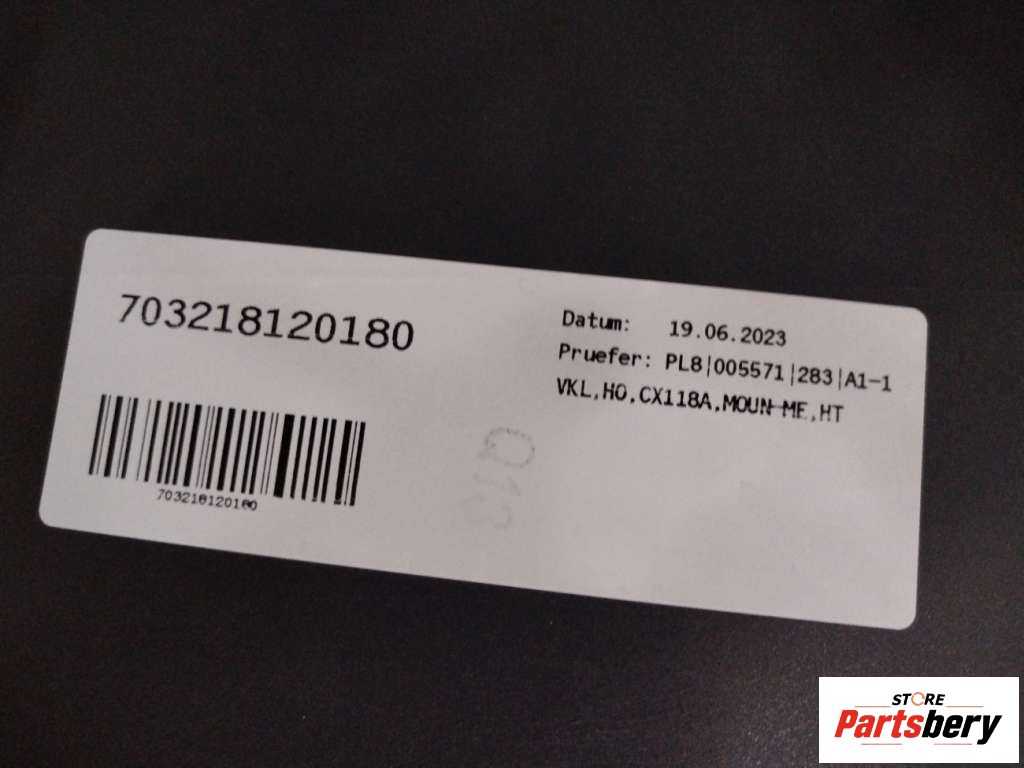 703218120180
703218120180
Datum: 19.06.2023
Pruefer: PL8|005571|283|A1-1
VKL,HO,CX118A,MOUN-ME,HT
STORE
Partsbery